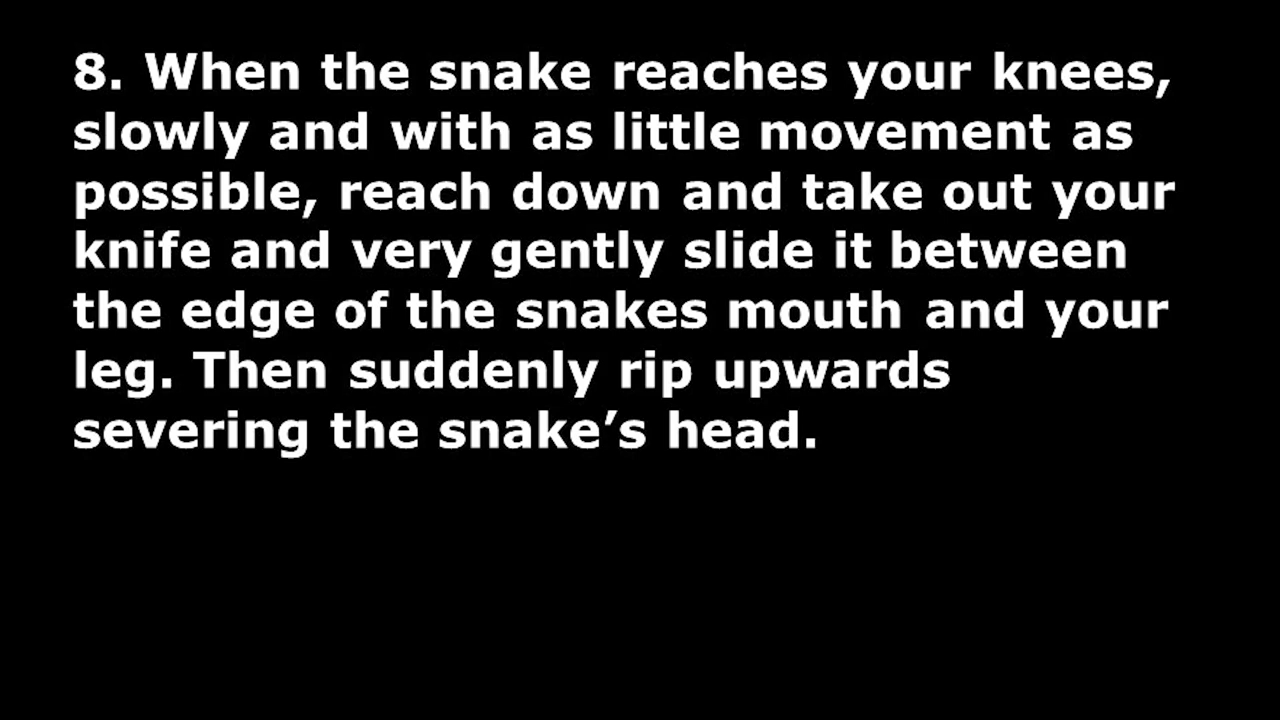 8. When the snake reaches your knees,
slowly and with as little movement as
possible, reach down and take out your
knife and very gently slide it between
the edge of the snakes mouth and your
leg. Then suddenly rip upwards
severing the snake’s head.